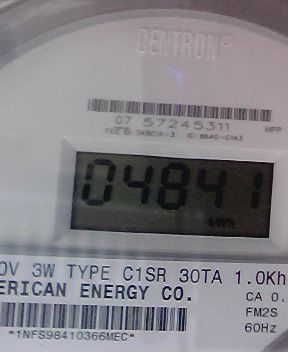 CENTRON®
07 57245311
04841
kWh
0V 3W TYPE C1SR 30TA 1.0Kh
ERICAN ENERGY CO.
CA 0.
FM2S
60Hz
*1NFS98410366MEC*